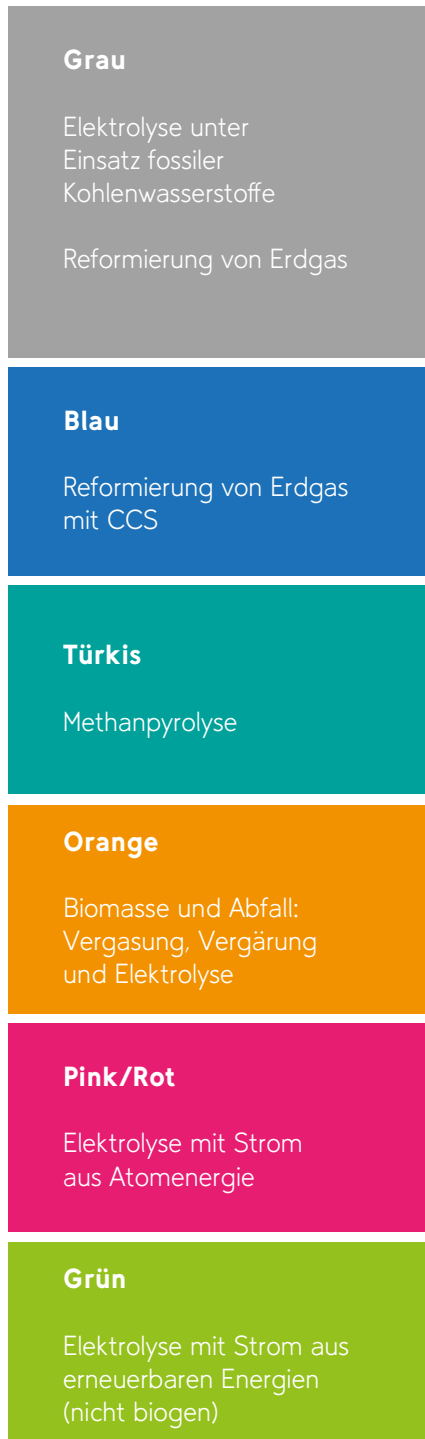 Grau
Elektrolyse unter
Einsatz fossiler
Kohlenwasserstoffe
Reformierung von Erdgas
Blau
Reformierung von Erdgas
mit CCS
Türkis
Methanpyrolyse
Orange
Biomasse und Abfall:
Vergasung, Vergärung
und Elektrolyse
Pink/Rot
Elektrolyse mit Strom
aus Atomenergie
Grün
Elektrolyse mit Strom aus
erneuerbaren Energien
(nicht biogen)